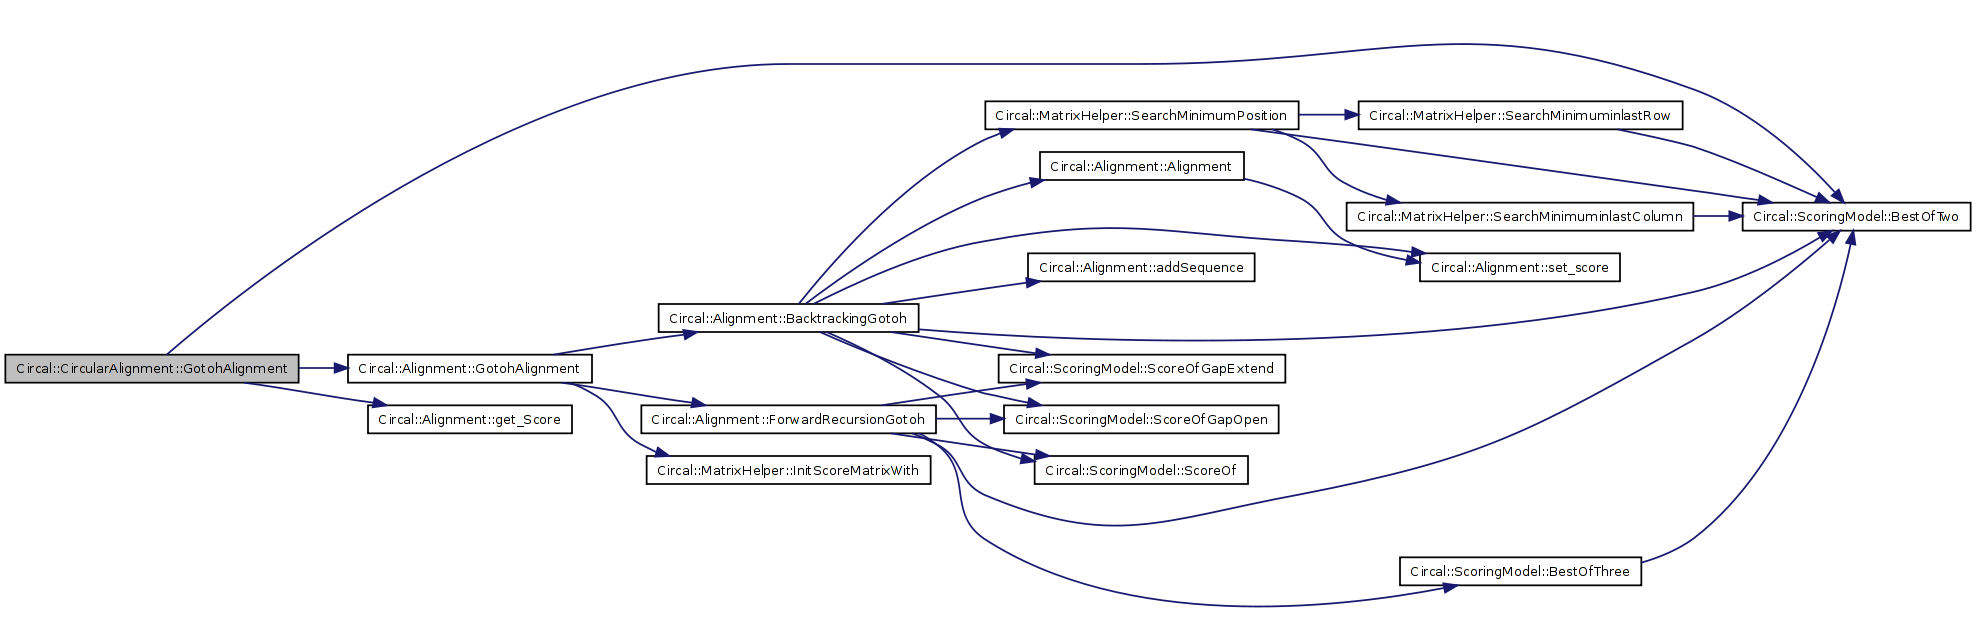 Circal::MatrixHelper::SearchMinimumPosition
Circal::MatrixHelper::SearchMinimuminlastRow
Circal::Alignment::Alignment
Circal::MatrixHelper::SearchMinimuminlastColumn
Circal::ScoringModel::BestOfTwo
Circal::Alignment::addSequence
Circal::Alignment::set_score
Circal::Alignment::BacktrackingGotoh
Circal::CircularAlignment::GotohAlignment
Circal::Alignment::GotohAlignment
Circal::ScoringModel::ScoreOfGapExtend
Circal::Alignment::get_Score
Circal::Alignment::ForwardRecursionGotoh
Circal::ScoringModel::ScoreOfGapOpen
Circal::MatrixHelper::InitScoreMatrixWith
Circal::ScoringModel::ScoreOf
Circal::ScoringModel::BestOfThree